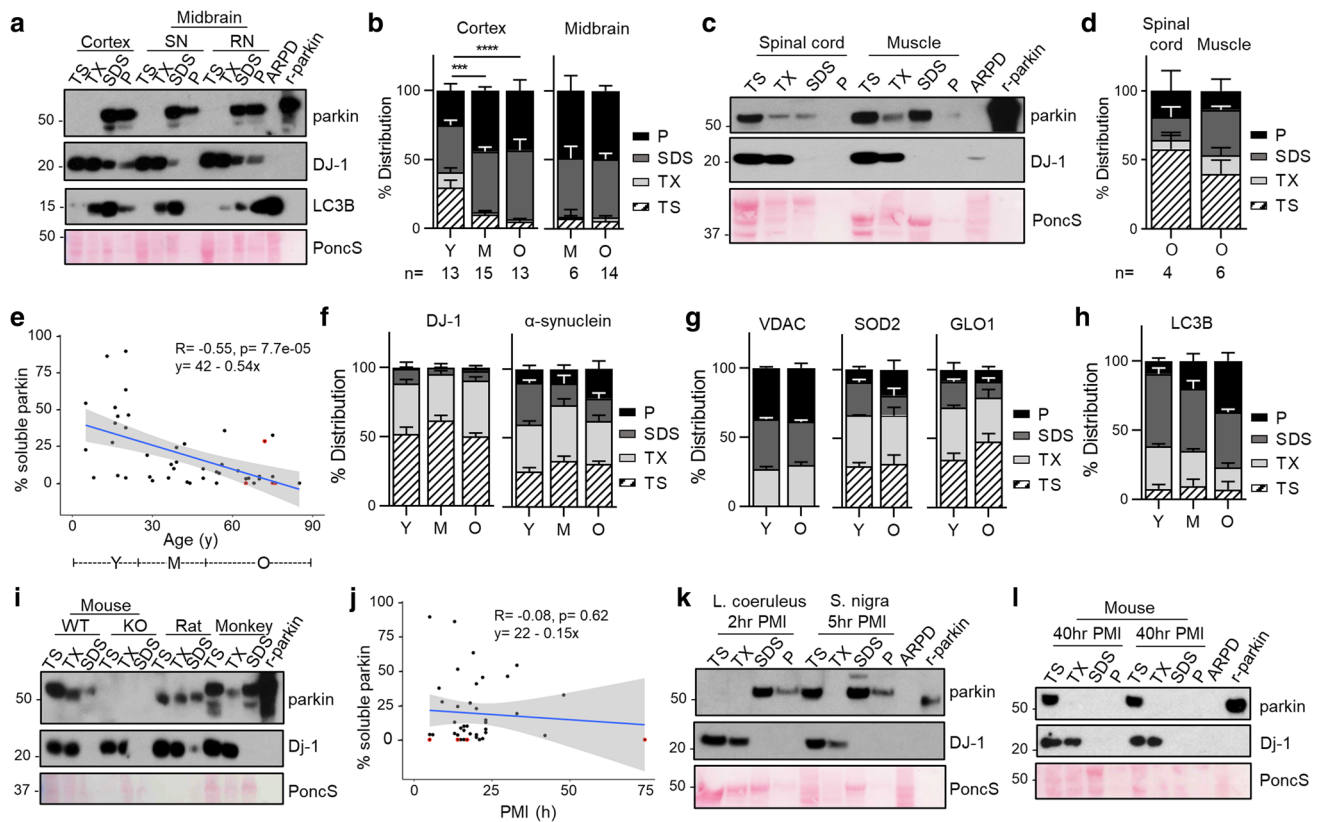 a
Midbrain
Cortex SN RN
TS TX SDS P TS TX SDS P TS TX SDS P ARPD r-parkin
50 - parkin
20 - DJ-1
15 - LC3B
50 - PoncS
b
Cortex Midbrain
****
***
% Distribution
100
50
0
P
SDS
TX
TS
Y M O M O
n= 13 15 13 6 14
c
Spinal cord Muscle
TS TX SDS P TS TX SDS P ARPD r-parkin
50 - parkin
20 - DJ-1
37 - PoncS
d
Spinal cord Muscle
% Distribution
100
50
0
P
SDS
TX
TS
O O
n= 4 6
e
% soluble parkin
100
75
50
25
0
R= -0.55, p= 7.7e-05
y= 42 - 0.54x
0 30 60 90
Age (y)
Y M O
f
DJ-1 α-synuclein
% Distribution
100
50
0
Y M O Y M O
P
SDS
TX
TS
g
VDAC SOD2 GLO1
% Distribution
100
50
0
Y O Y O Y O
P
SDS
TX
TS
h
LC3B
% Distribution
100
50
0
Y M O
P
SDS
TX
TS
i
Mouse
WT KO Rat Monkey
TS TX SDS TS TX SDS TS TX SDS TS TX SDS r-parkin
50 - parkin
20 - Dj-1
37 - PoncS
j
% soluble parkin
100
75
50
25
0
R= -0.08, p= 0.62
y= 22 - 0.15x
0 25 50 75
PMI (h)
k
L. coeruleus S. nigra
2hr PMI 5hr PMI
TS TX SDS P TS TX SDS P ARPD r-parkin
50 - parkin
20 - DJ-1
50 - PoncS
l
Mouse
40hr PMI 40hr PMI
TS TX SDS P TS TX SDS P ARPD r-parkin
50 - parkin
20 - Dj-1
50 - PoncS